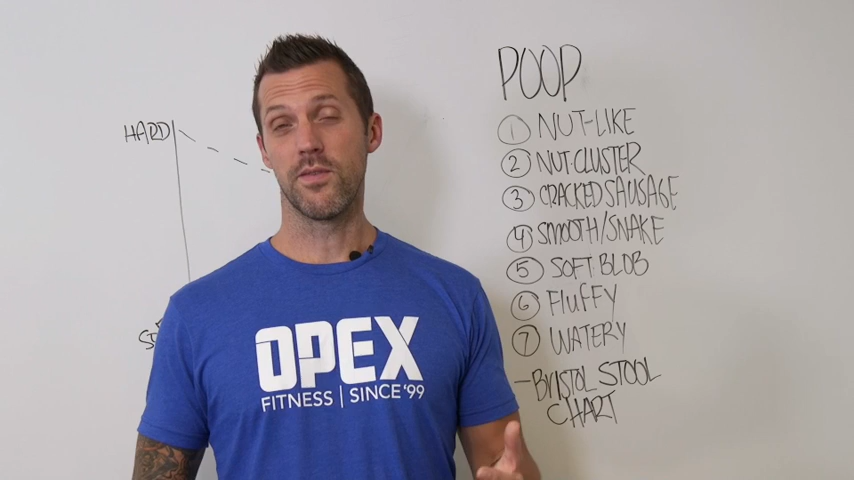 HARD
POOP
① NUT-LIKE
② NUT CLUSTER
③ CRACKED SAUSAGE
④ SMOOTH/SNAKE
⑤ SOFT BLOB
⑥ FLUFFY
⑦ WATERY
- BRISTOL STOOL
CHART
OPEX
FITNESS | SINCE '99